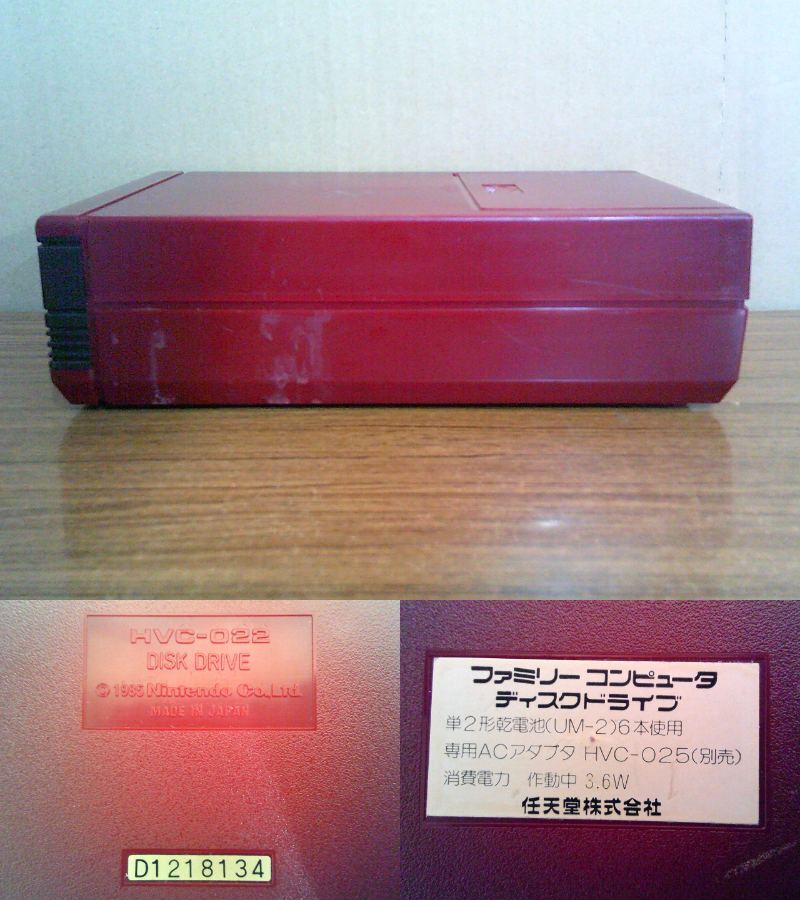 HVC-022
DISK DRIVE
© 1985 Nintendo Co.,Ltd.
MADE IN JAPAN
D1218134
ファミリー コンピュータ
ディスクドライブ
単2形乾電池(UM-2)6本使用
専用ACアダプタ HVC-025(別売)
消費電力 作動中 3.6W
任天堂株式会社